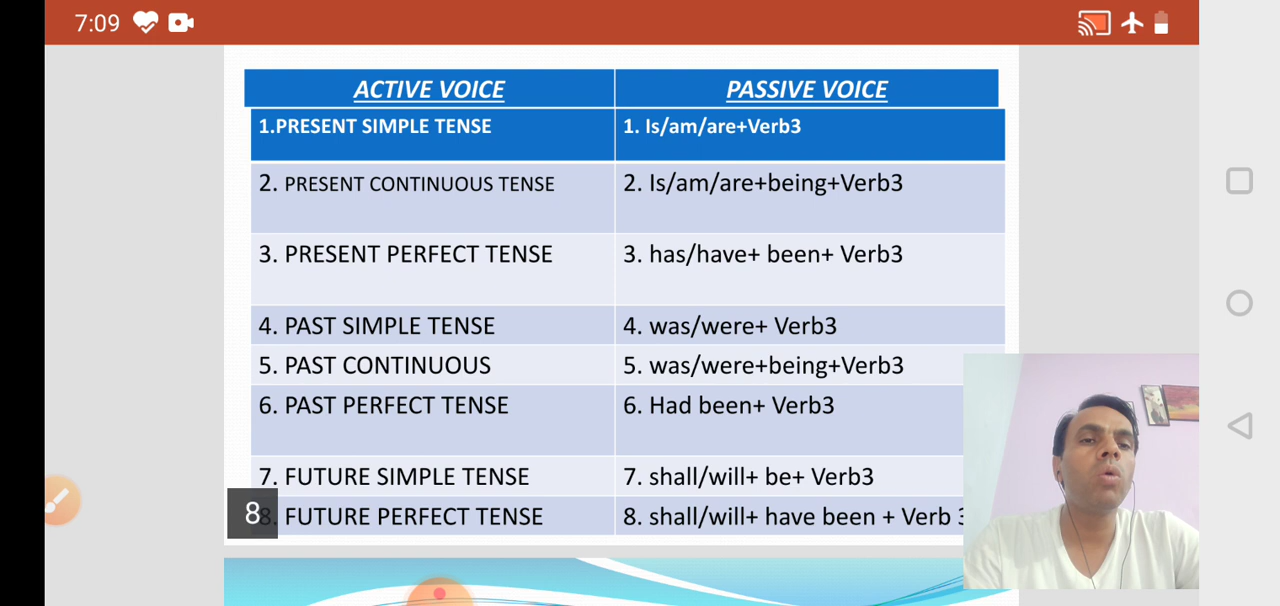 7:09
ACTIVE VOICE PASSIVE VOICE
1.PRESENT SIMPLE TENSE 1. Is/am/are+Verb3
2. PRESENT CONTINUOUS TENSE 2. Is/am/are+being+Verb3
3. PRESENT PERFECT TENSE 3. has/have+ been+ Verb3
4. PAST SIMPLE TENSE 4. was/were+ Verb3
5. PAST CONTINUOUS 5. was/were+being+Verb3
6. PAST PERFECT TENSE 6. Had been+ Verb3
7. FUTURE SIMPLE TENSE 7. shall/will+ be+ Verb3
8. FUTURE PERFECT TENSE 8. shall/will+ have been + Verb 3
8